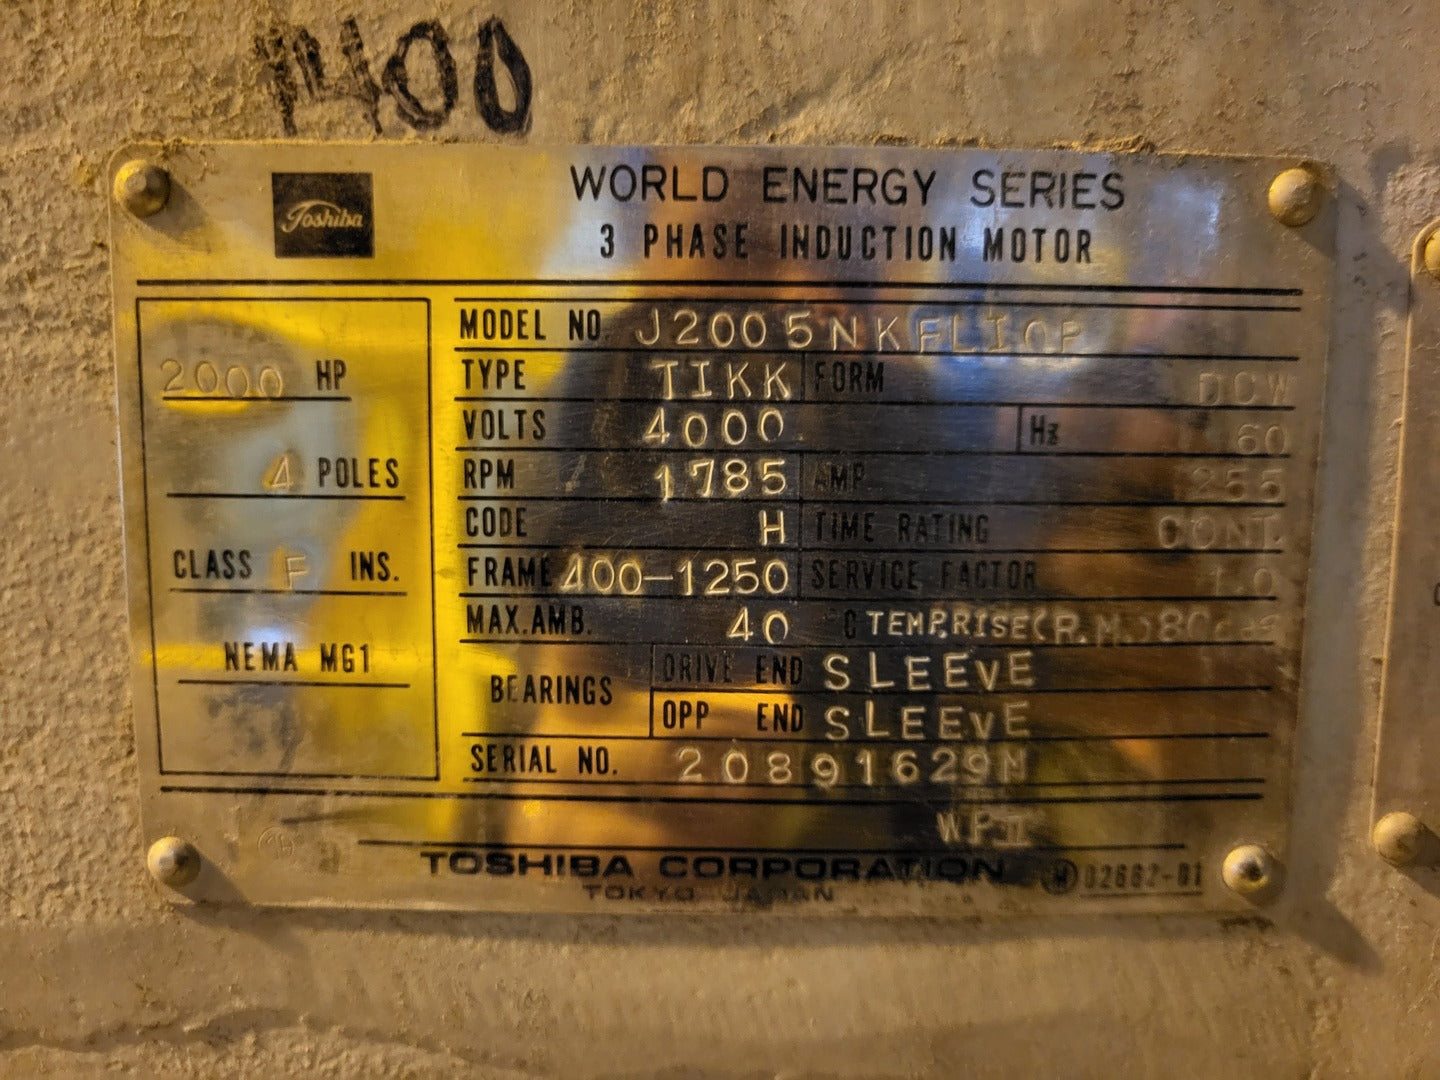 1400
Toshiba
WORLD ENERGY SERIES
3 PHASE INDUCTION MOTOR
2000 HP
4 POLES
CLASS F INS.
NEMA MG1
MODEL NO. J2005NKFLIOP
TYPE TIKK FORM DCW
VOLTS 4000 Hz 60
RPM 1785 AMP 255
CODE H TIME RATING CONT.
FRAME 400-1250 SERVICE FACTOR 1.0
MAX.AMB. 40 °C TEMP.RISE(R.M.)80
BEARINGS DRIVE END SLEEVE
OPP END SLEEVE
SERIAL NO. 20891629N
WPII
TOSHIBA CORPORATION
TOKYO JAPAN
02662-01